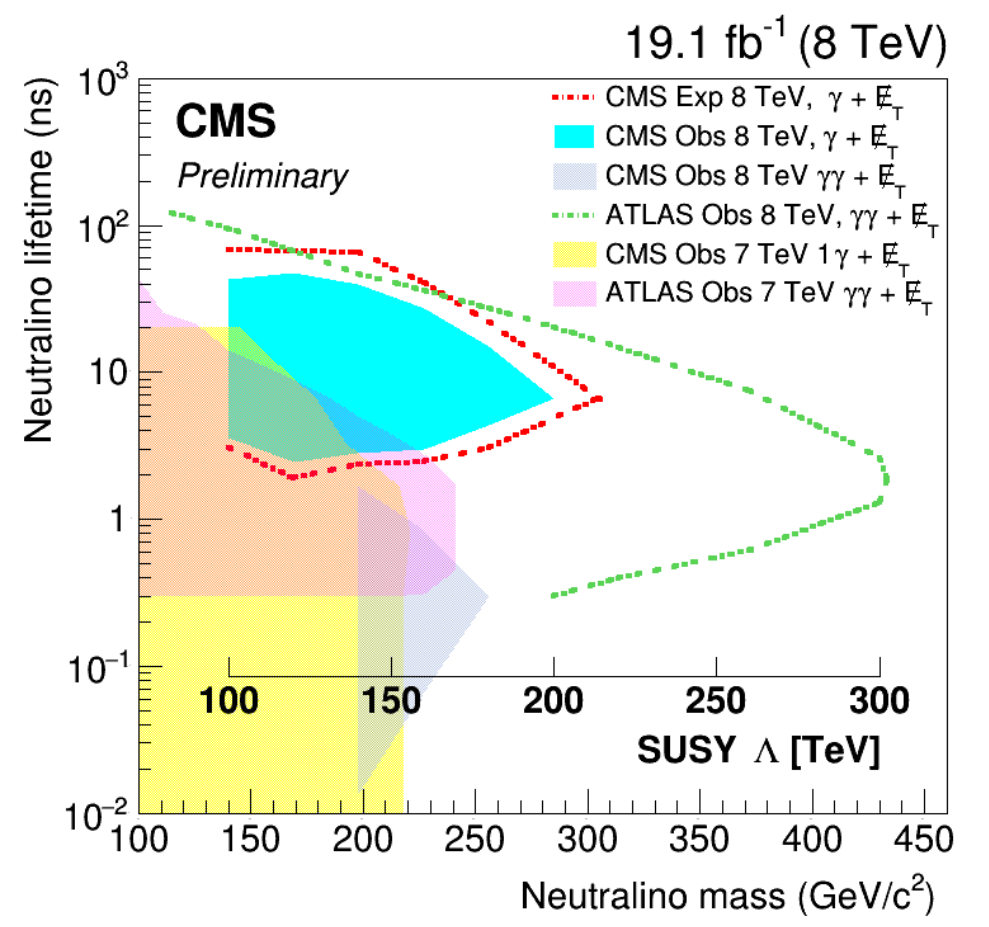 19.1 fb⁻¹ (8 TeV)
CMS
Preliminary
CMS Exp 8 TeV, γ + E̸_T
CMS Obs 8 TeV, γ + E̸_T
CMS Obs 8 TeV γγ + E̸_T
ATLAS Obs 8 TeV, γγ + E̸_T
CMS Obs 7 TeV 1γ + E̸_T
ATLAS Obs 7 TeV γγ + E̸_T
Neutralino lifetime (ns)
10³
10²
10
1
10⁻¹
10⁻²
100 150 200 250 300
SUSY Λ [TeV]
100 150 200 250 300 350 400 450
Neutralino mass (GeV/c²)